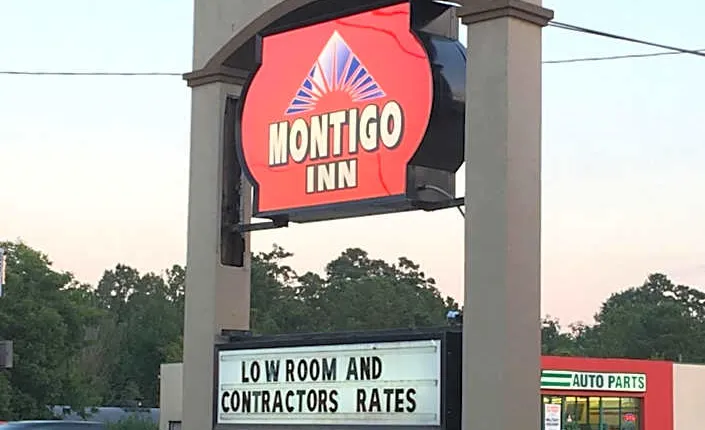 MONTIGO
INN
LOW ROOM AND
CONTRACTORS RATES
AUTO PARTS